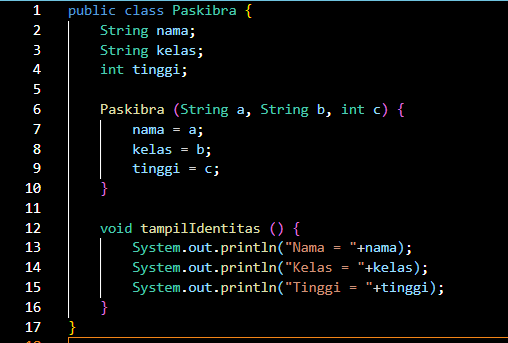 1 public class Paskibra {
2     String nama;
3     String kelas;
4     int tinggi;
5
6     Paskibra (String a, String b, int c) {
7         nama = a;
8         kelas = b;
9         tinggi = c;
10     }
11
12     void tampilIdentitas () {
13         System.out.println("Nama = "+nama);
14         System.out.println("Kelas = "+kelas);
15         System.out.println("Tinggi = "+tinggi);
16     }
17 }